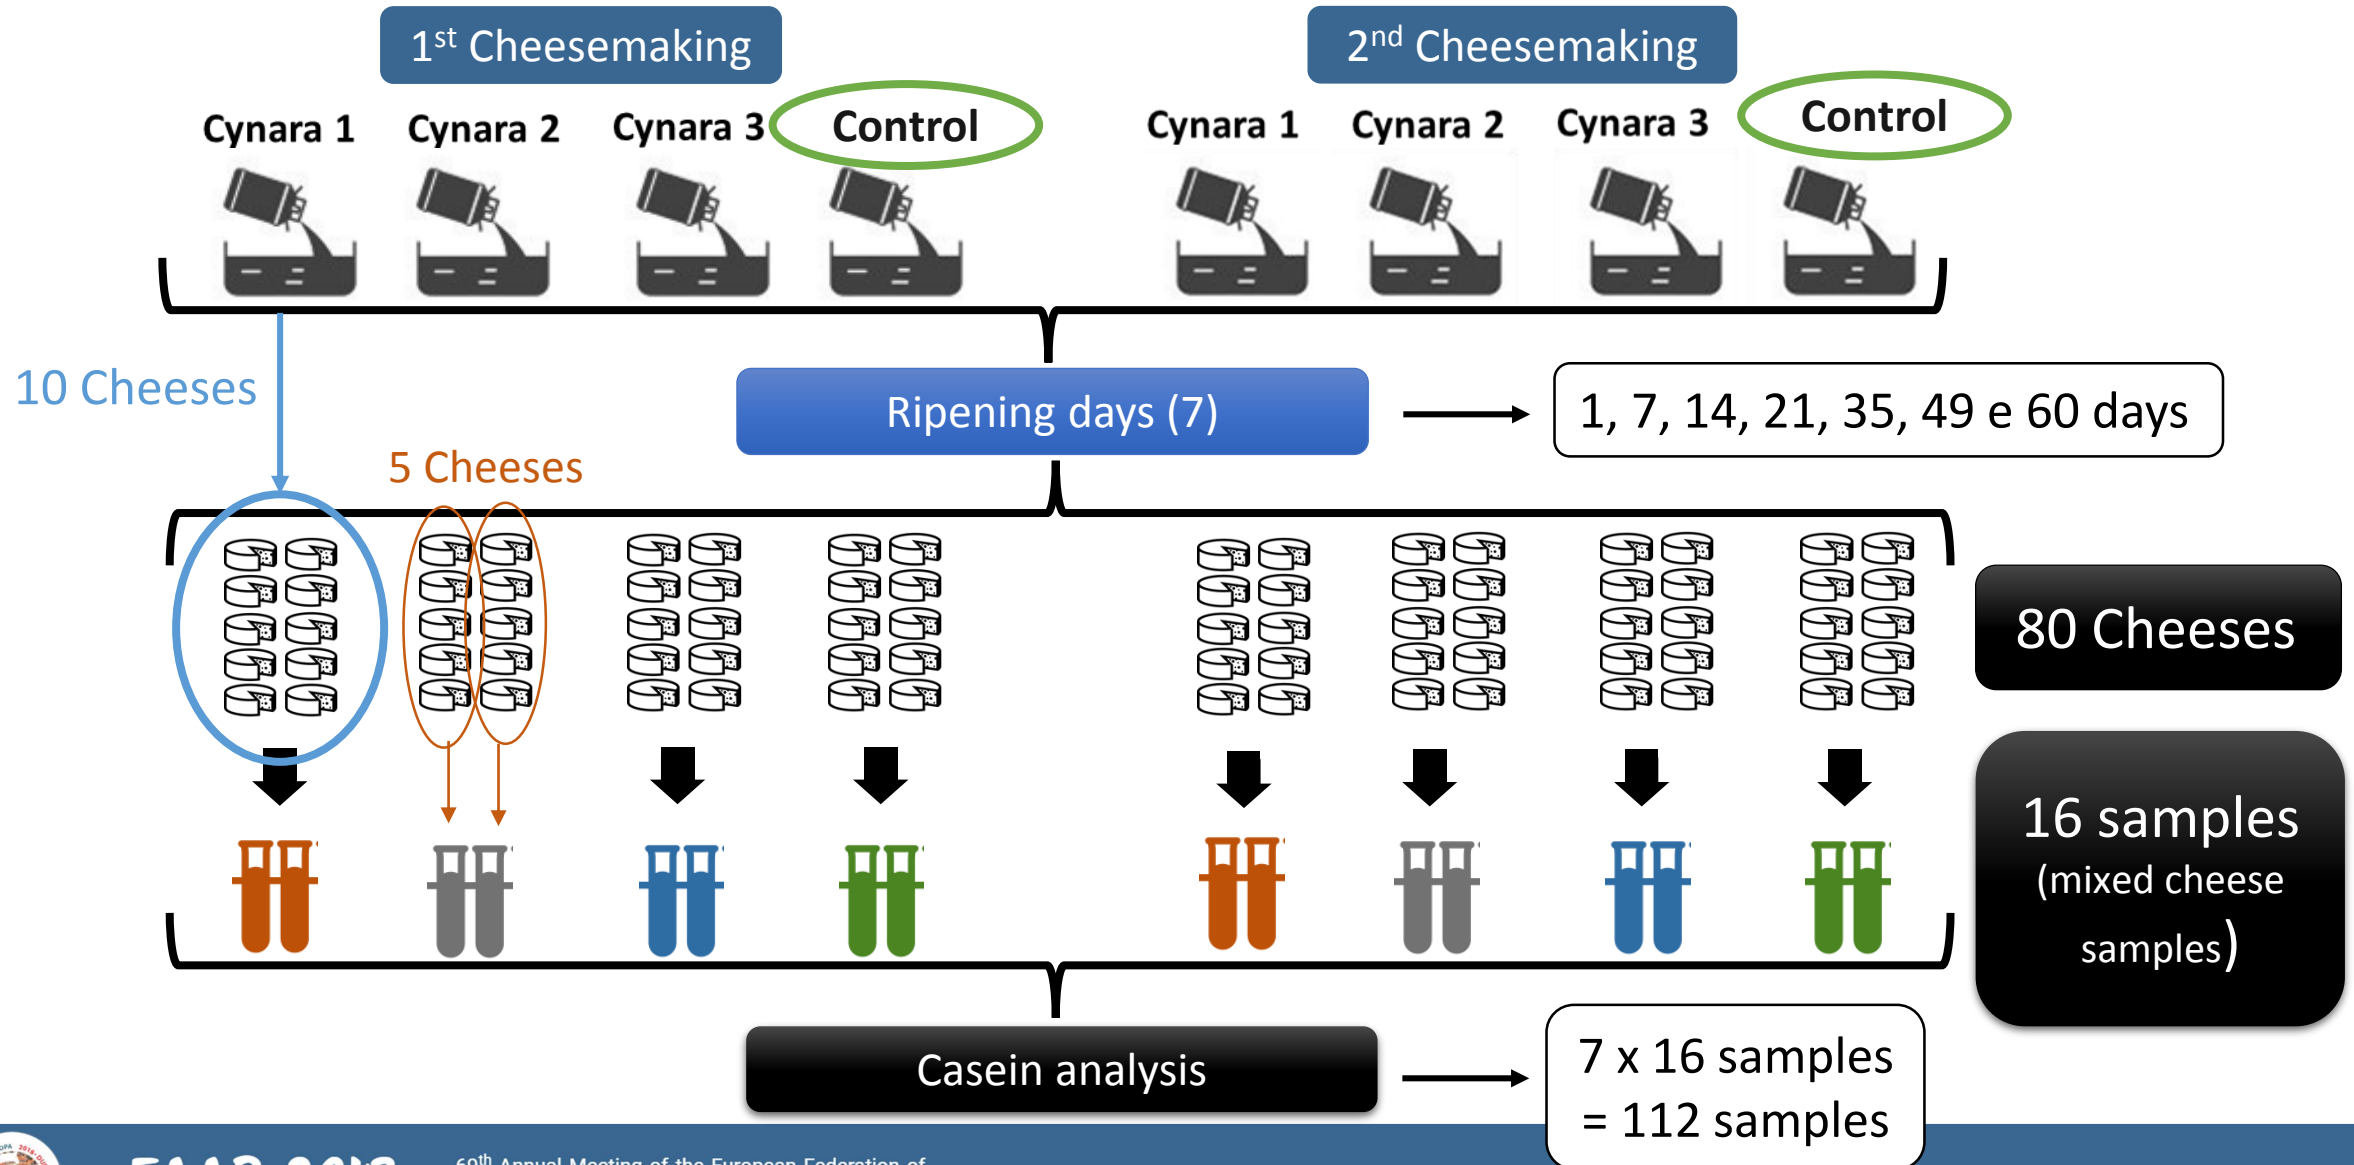 1st Cheesemaking
2nd Cheesemaking
Cynara 1
Cynara 2
Cynara 3
Control
Cynara 1
Cynara 2
Cynara 3
Control
10 Cheeses
Ripening days (7)
1, 7, 14, 21, 35, 49 e 60 days
5 Cheeses
80 Cheeses
16 samples
(mixed cheese
samples)
Casein analysis
7 x 16 samples
= 112 samples
69th Annual Meeting of the European Federation of